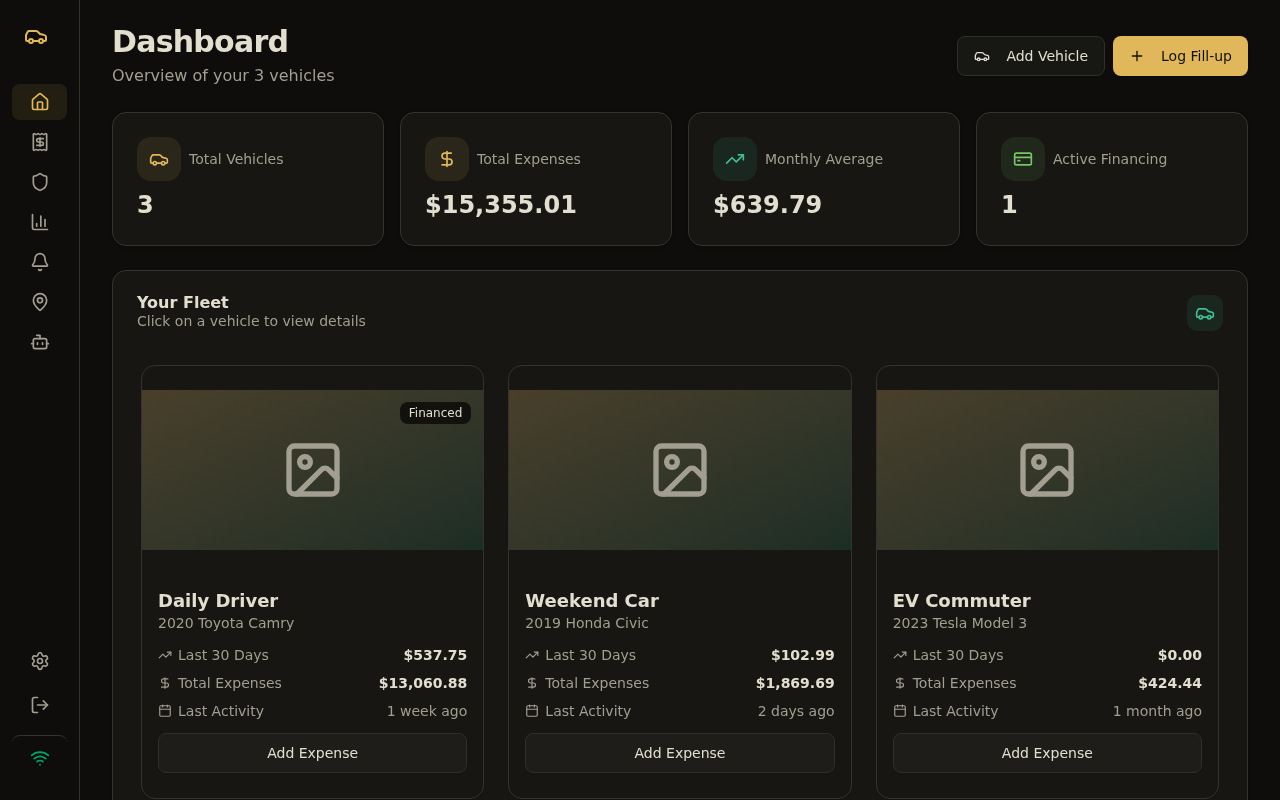 Dashboard
Overview of your 3 vehicles
Add Vehicle
Log Fill-up
Total Vehicles
3
Total Expenses
$15,355.01
Monthly Average
$639.79
Active Financing
1
Your Fleet
Click on a vehicle to view details
Financed
Daily Driver
2020 Toyota Camry
Last 30 Days $537.75
Total Expenses $13,060.88
Last Activity 1 week ago
Add Expense
Weekend Car
2019 Honda Civic
Last 30 Days $102.99
Total Expenses $1,869.69
Last Activity 2 days ago
Add Expense
EV Commuter
2023 Tesla Model 3
Last 30 Days $0.00
Total Expenses $424.44
Last Activity 1 month ago
Add Expense